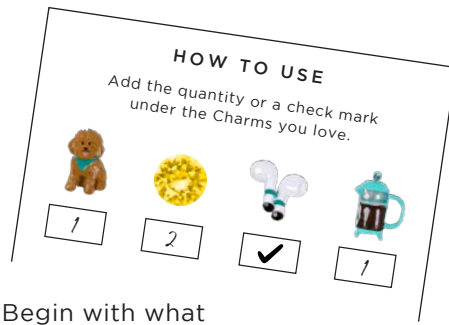 HOW TO USE
Add the quantity or a check mark
under the Charms you love.
1 2 ✓ 1
Begin with what